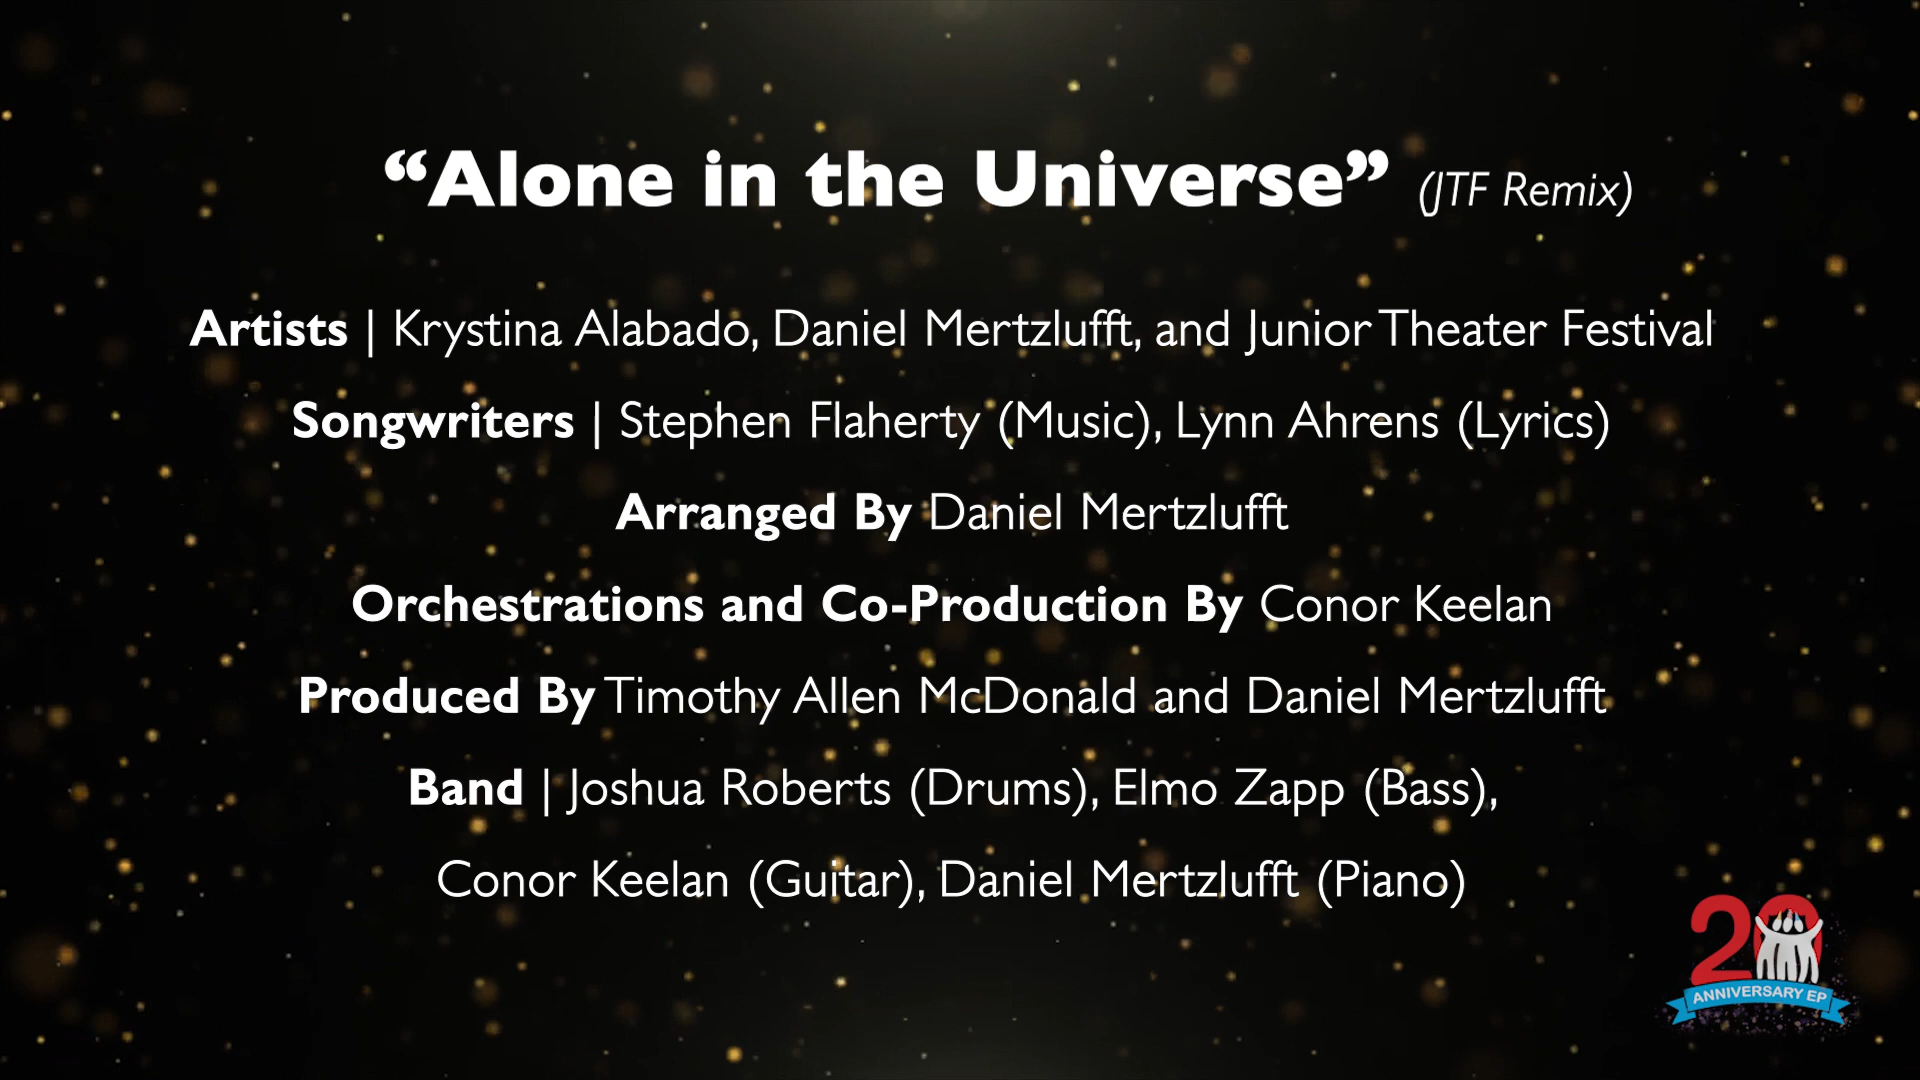 “Alone in the Universe” (JTF Remix)
Artists | Krystina Alabado, Daniel Mertzlufft, and Junior Theater Festival
Songwriters | Stephen Flaherty (Music), Lynn Ahrens (Lyrics)
Arranged By Daniel Mertzlufft
Orchestrations and Co-Production By Conor Keelan
Produced By Timothy Allen McDonald and Daniel Mertzlufft
Band | Joshua Roberts (Drums), Elmo Zapp (Bass),
Conor Keelan (Guitar), Daniel Mertzlufft (Piano)
20
ANNIVERSARY EP